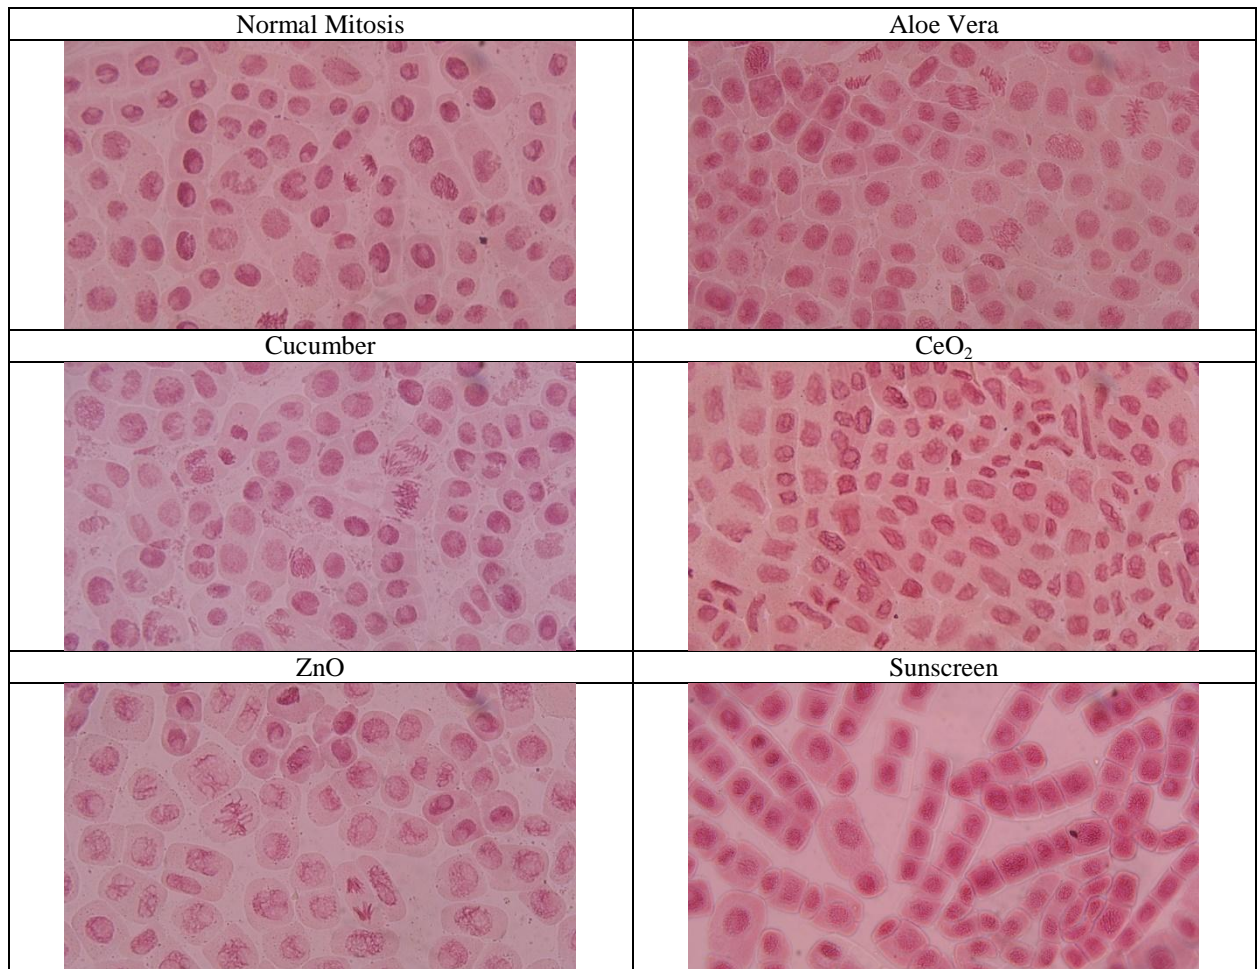 Normal Mitosis
Aloe Vera
Cucumber
CeO₂
ZnO
Sunscreen